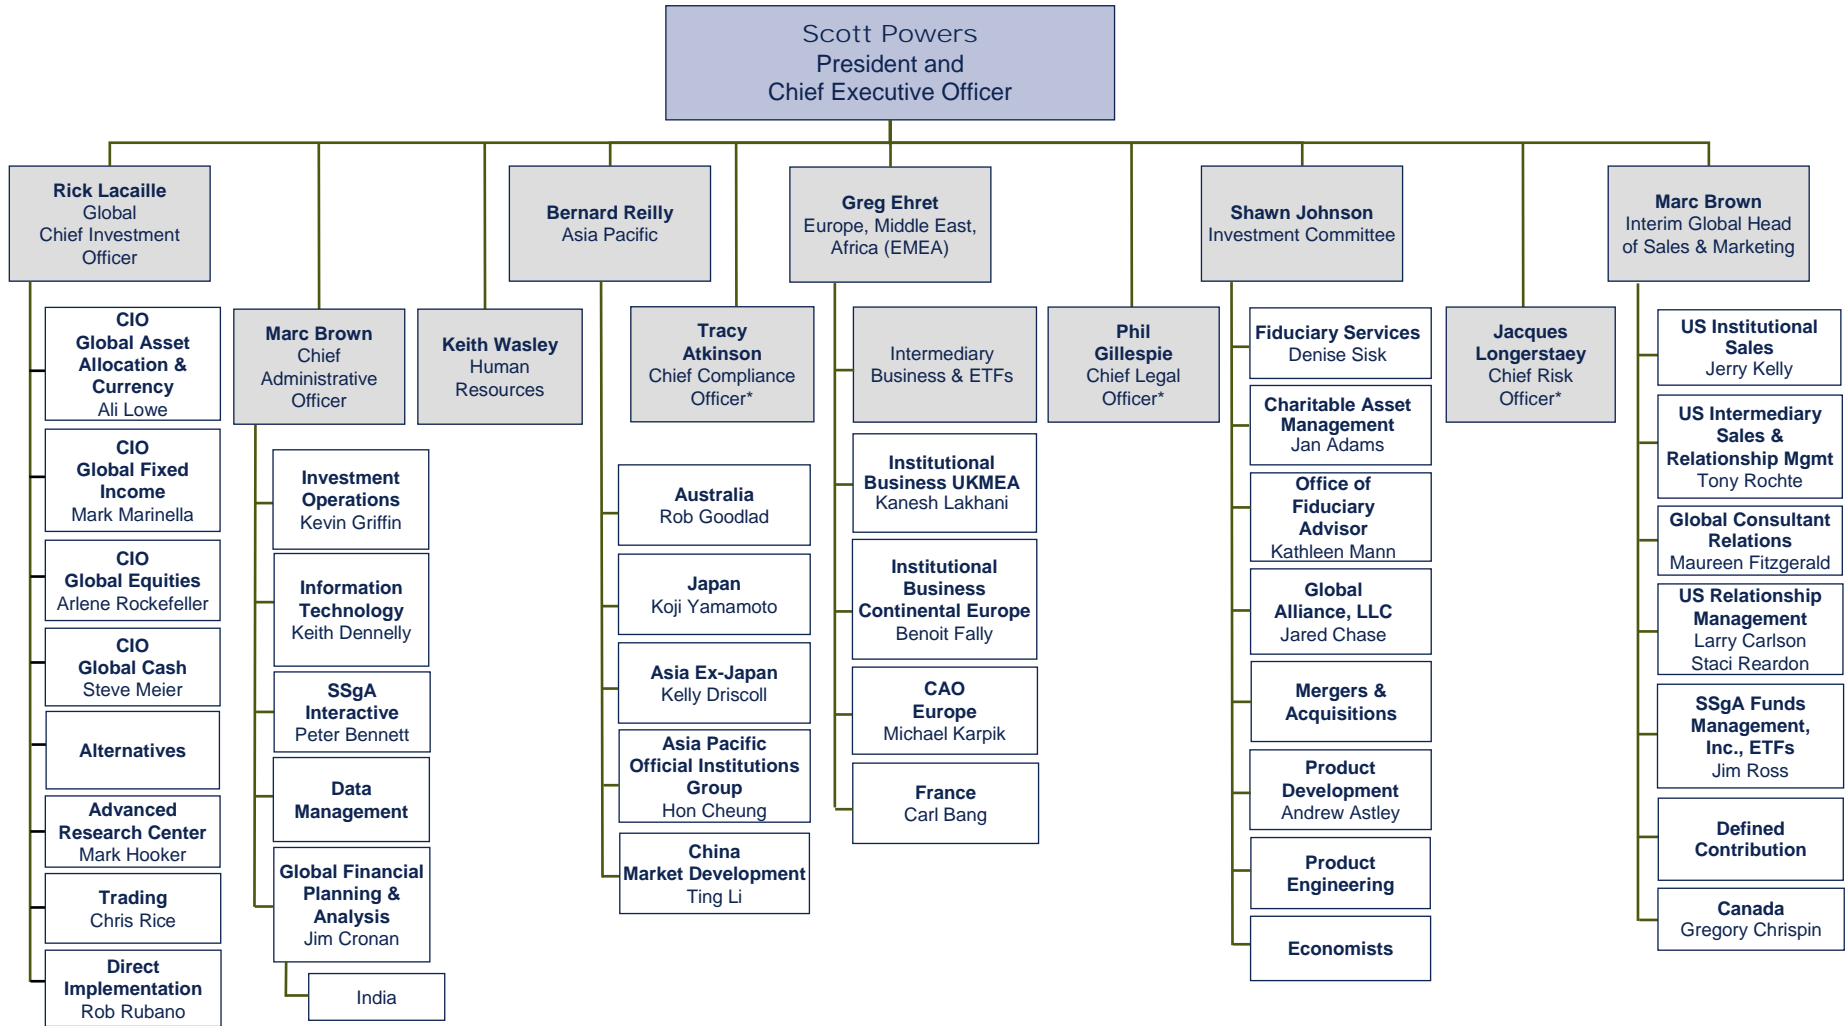 Scott Powers
President and
Chief Executive Officer
Rick Lacaille
Global
Chief Investment
Officer
CIO
Global Asset
Allocation &
Currency
Ali Lowe
CIO
Global Fixed
Income
Mark Marinella
CIO
Global Equities
Arlene Rockefeller
CIO
Global Cash
Steve Meier
Alternatives
Advanced
Research Center
Mark Hooker
Trading
Chris Rice
Direct
Implementation
Rob Rubano
Marc Brown
Chief
Administrative
Officer
Investment
Operations
Kevin Griffin
Information
Technology
Keith Dennelly
SSgA
Interactive
Peter Bennett
Data
Management
Global Financial
Planning &
Analysis
Jim Cronan
India
Keith Wasley
Human
Resources
Bernard Reilly
Asia Pacific
Australia
Rob Goodlad
Japan
Koji Yamamoto
Asia Ex-Japan
Kelly Driscoll
Asia Pacific
Official Institutions
Group
Hon Cheung
China
Market Development
Ting Li
Tracy
Atkinson
Chief Compliance
Officer*
Greg Ehret
Europe, Middle East,
Africa (EMEA)
Intermediary
Business & ETFs
Institutional
Business UKMEA
Kanesh Lakhani
Institutional
Business
Continental Europe
Benoit Fally
CAO
Europe
Michael Karpik
France
Carl Bang
Phil
Gillespie
Chief Legal
Officer*
Shawn Johnson
Investment Committee
Fiduciary Services
Denise Sisk
Charitable Asset
Management
Jan Adams
Office of
Fiduciary
Advisor
Kathleen Mann
Global
Alliance, LLC
Jared Chase
Mergers &
Acquisitions
Product
Development
Andrew Astley
Product
Engineering
Economists
Jacques
Longerstaey
Chief Risk
Officer*
Marc Brown
Interim Global Head
of Sales & Marketing
US Institutional
Sales
Jerry Kelly
US Intermediary
Sales &
Relationship Mgmt
Tony Rochte
Global Consultant
Relations
Maureen Fitzgerald
US Relationship
Management
Larry Carlson
Staci Reardon
SSgA Funds
Management,
Inc., ETFs
Jim Ross
Defined
Contribution
Canada
Gregory Chrispin